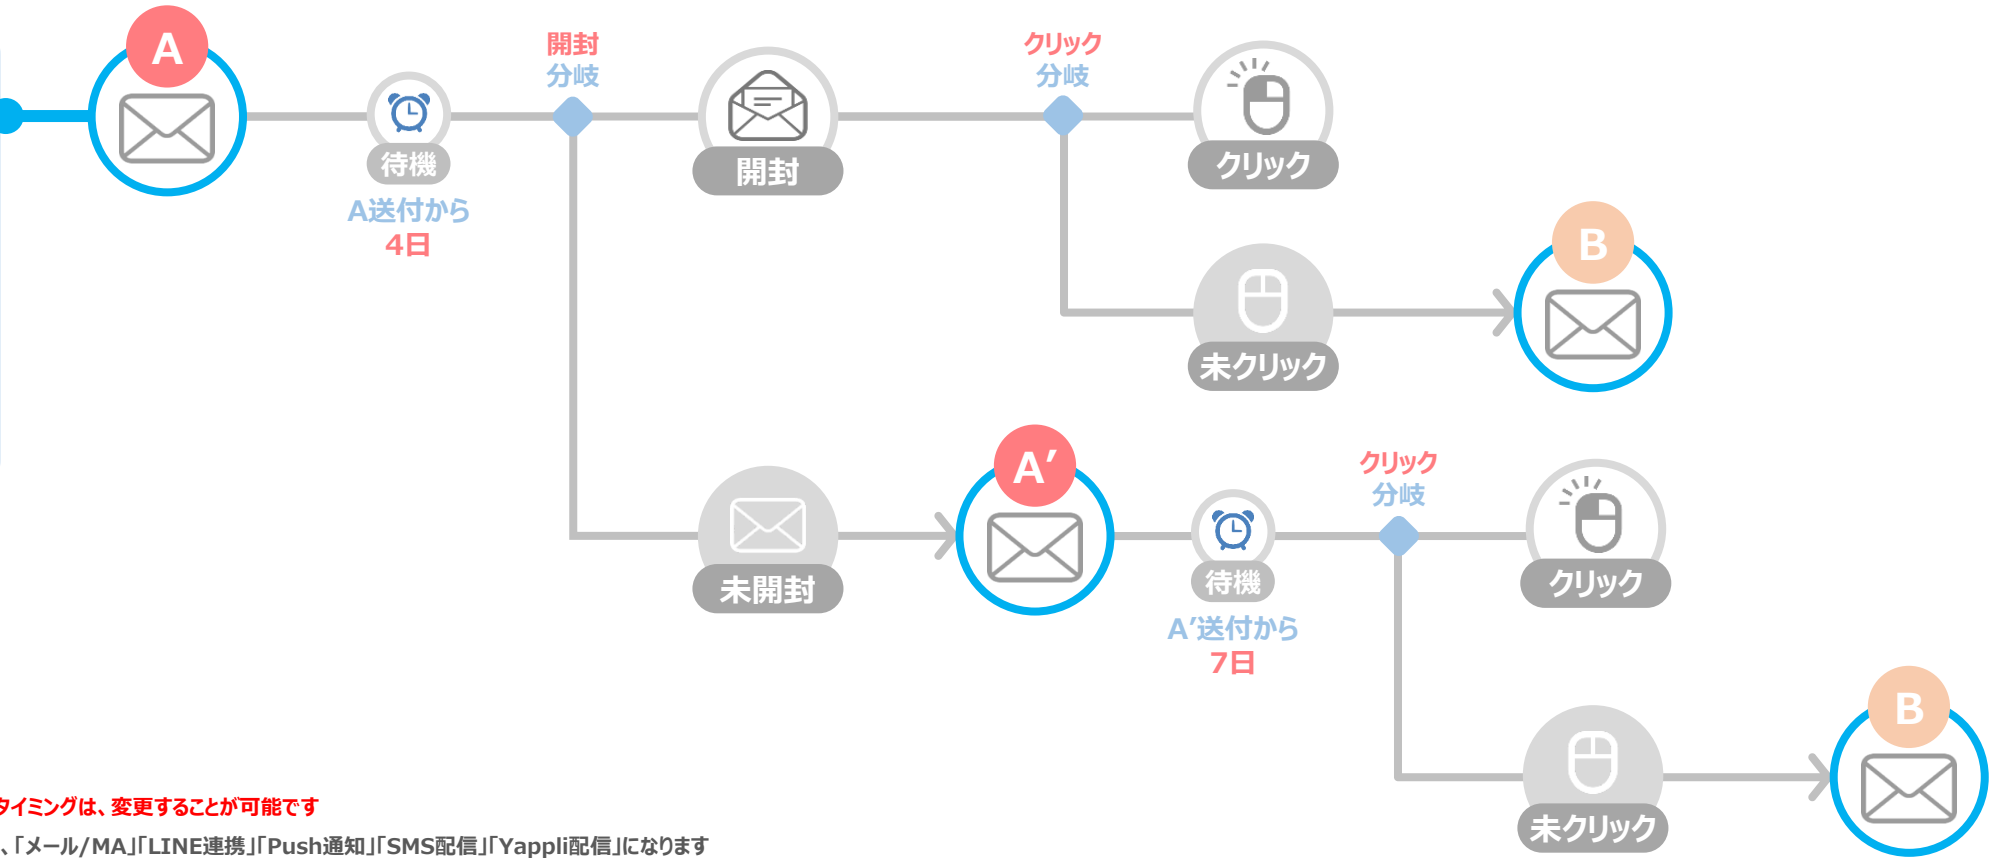 A
開封
分岐
クリック
分岐
待機
A送付から
4日
開封
クリック
B
未クリック
A′
クリック
分岐
未開封
待機
A′送付から
7日
クリック
B
未クリック
タイミングは、変更することが可能です
、「メール/MA」「LINE連携」「Push通知」「SMS配信」「Yappli配信」になります